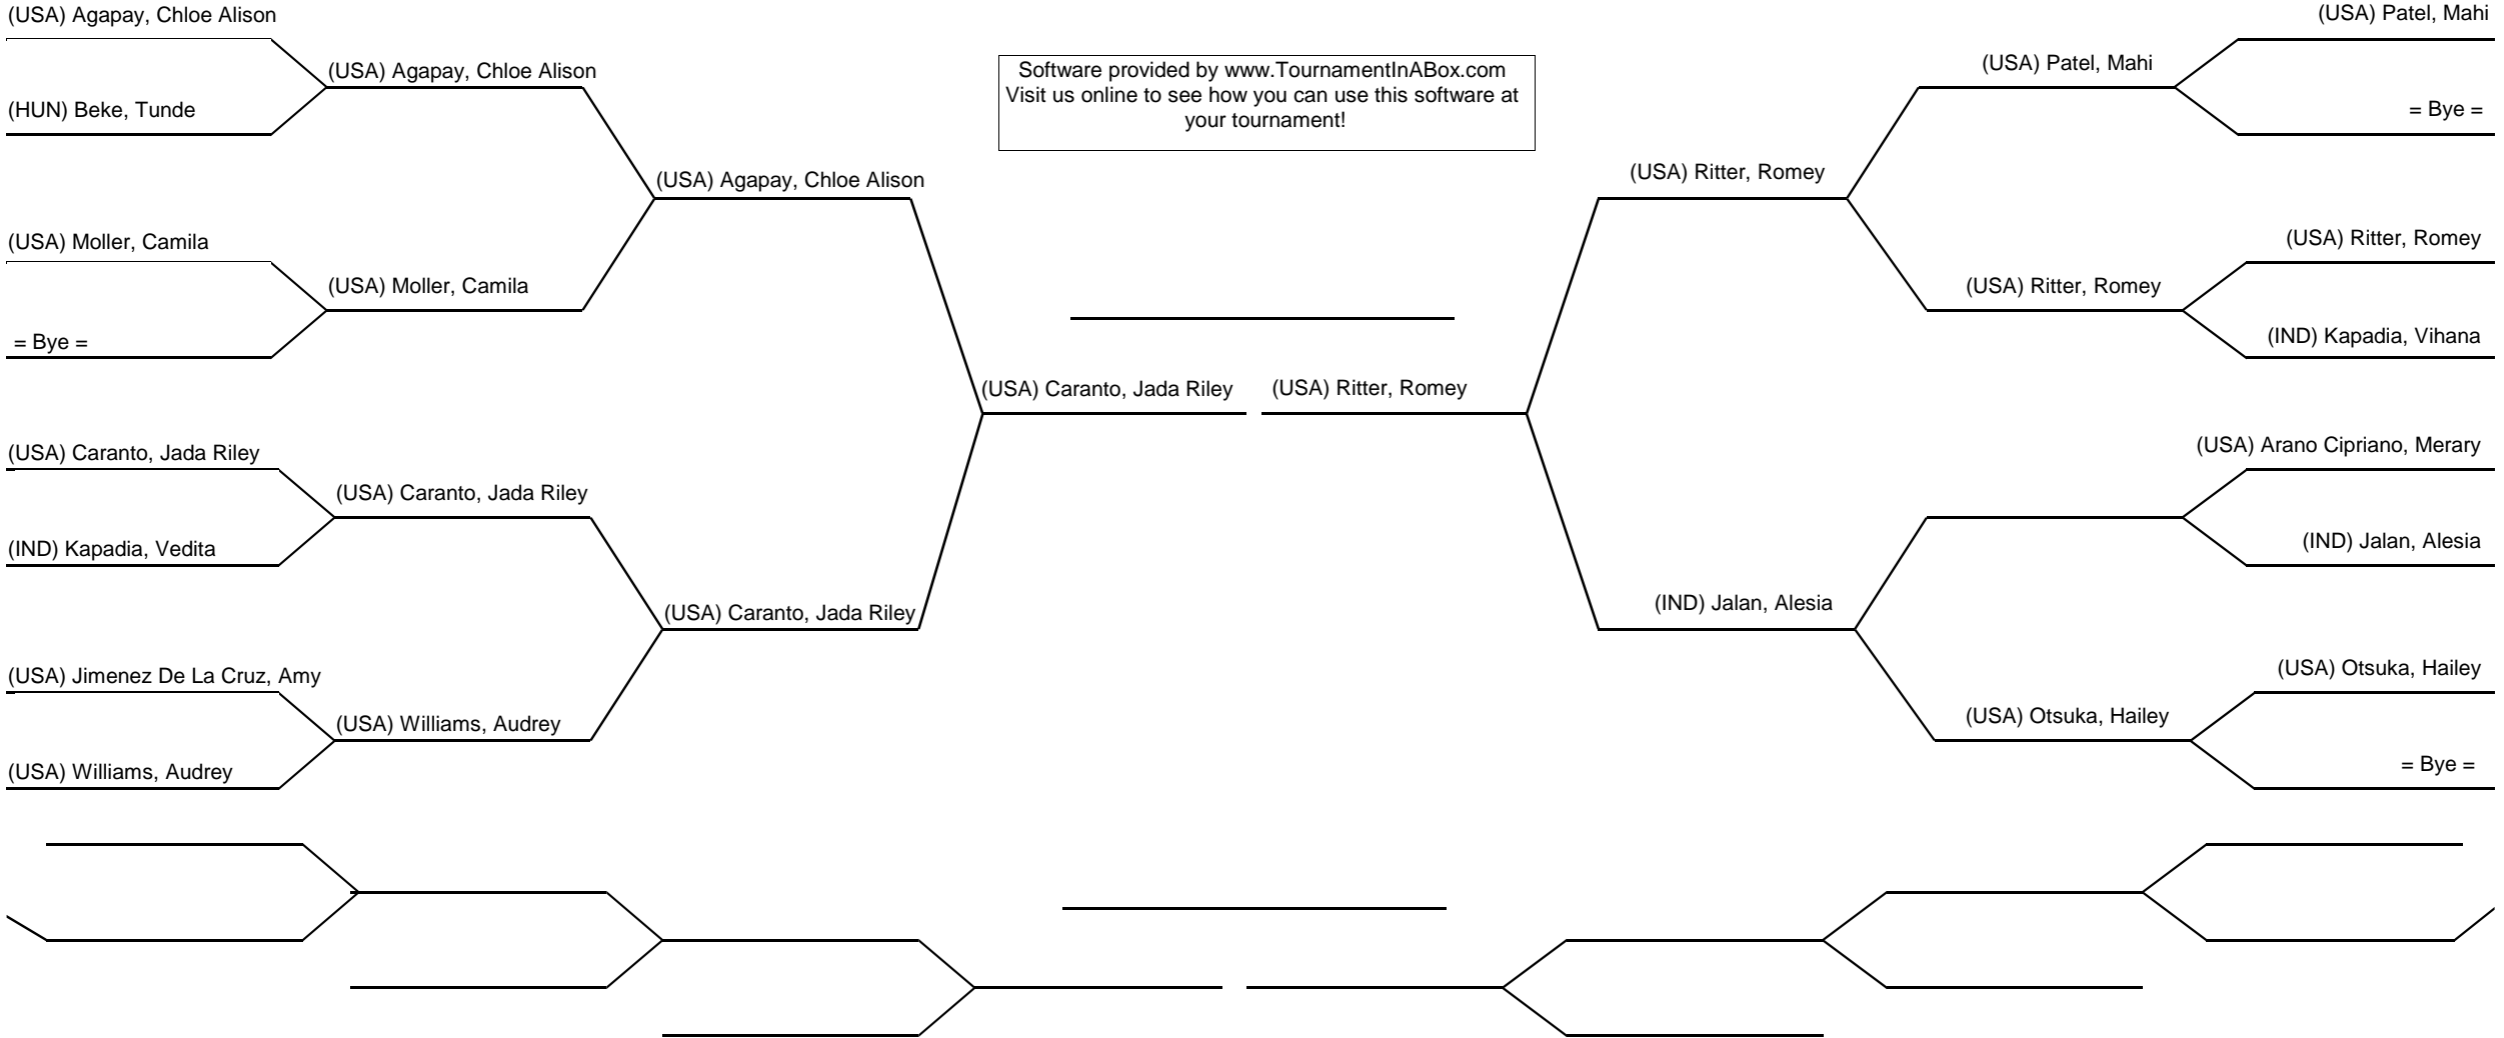 (USA) Agapay, Chloe Alison
(USA) Agapay, Chloe Alison
(HUN) Beke, Tunde
(USA) Agapay, Chloe Alison
(USA) Moller, Camila
(USA) Moller, Camila
= Bye =
(USA) Caranto, Jada Riley
(USA) Caranto, Jada Riley
(USA) Caranto, Jada Riley
(IND) Kapadia, Vedita
(USA) Caranto, Jada Riley
(USA) Jimenez De La Cruz, Amy
(USA) Williams, Audrey
(USA) Williams, Audrey
Software provided by www.TournamentInABox.com
Visit us online to see how you can use this software at
your tournament!
(USA) Ritter, Romey
(USA) Patel, Mahi
(USA) Patel, Mahi
= Bye =
(USA) Ritter, Romey
(USA) Ritter, Romey
(USA) Ritter, Romey
(IND) Kapadia, Vihana
(USA) Arano Cipriano, Merary
(IND) Jalan, Alesia
(IND) Jalan, Alesia
(USA) Otsuka, Hailey
(USA) Otsuka, Hailey
= Bye =